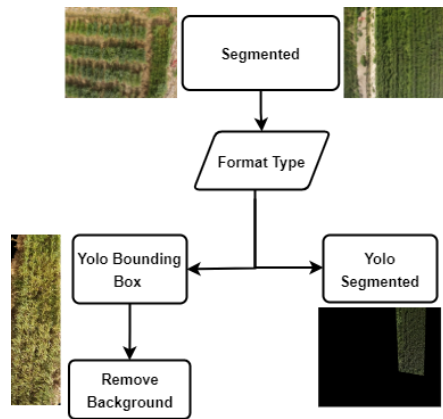 Segmented
Format Type
Yolo Bounding
Box
Yolo
Segmented
Remove
Background